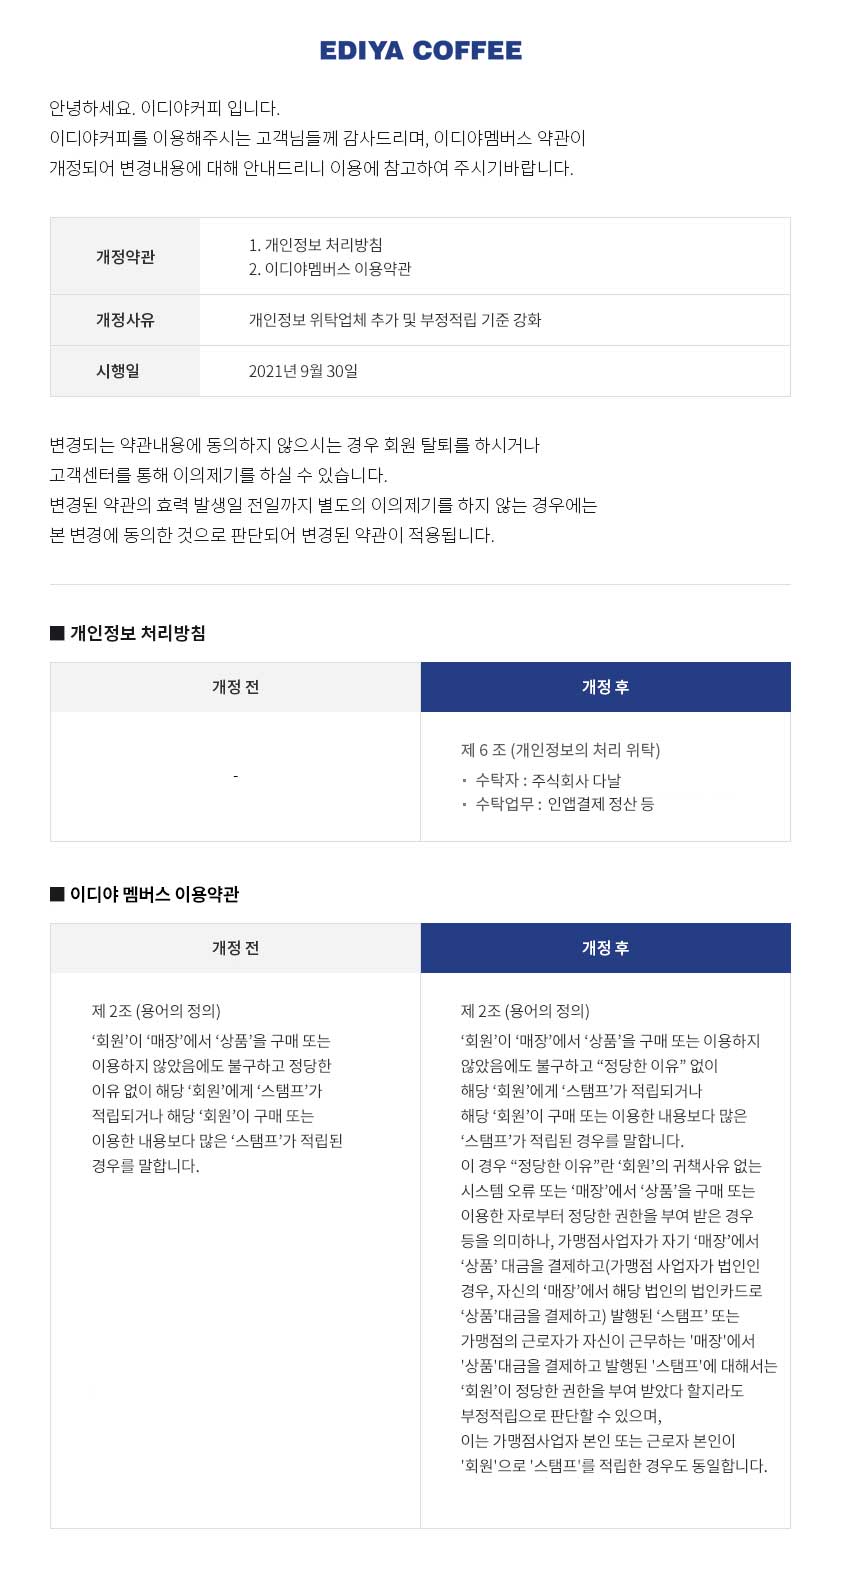 EDIYA COFFEE
안녕하세요. 이디야커피 입니다.
이디야커피를 이용해주시는 고객님들께 감사드리며, 이디야멤버스 약관이
개정되어 변경내용에 대해 안내드리니 이용에 참고하여 주시기바랍니다.
개정약관
1. 개인정보 처리방침
2. 이디야멤버스 이용약관
개정사유
개인정보 위탁업체 추가 및 부정적립 기준 강화
시행일
2021년 9월 30일
변경되는 약관내용에 동의하지 않으시는 경우 회원 탈퇴를 하시거나
고객센터를 통해 이의제기를 하실 수 있습니다.
변경된 약관의 효력 발생일 전일까지 별도의 이의제기를 하지 않는 경우에는
본 변경에 동의한 것으로 판단되어 변경된 약관이 적용됩니다.
■ 개인정보 처리방침
개정 전
개정 후
-
제 6 조 (개인정보의 처리 위탁)
• 수탁자 : 주식회사 다날
• 수탁업무 : 인앱결제 정산 등
■ 이디야 멤버스 이용약관
개정 전
개정 후
제 2조 (용어의 정의)
‘회원’이 ‘매장’에서 ‘상품’을 구매 또는
이용하지 않았음에도 불구하고 정당한
이유 없이 해당 ‘회원’에게 ‘스탬프’가
적립되거나 해당 ‘회원’이 구매 또는
이용한 내용보다 많은 ‘스탬프’가 적립된
경우를 말합니다.
제 2조 (용어의 정의)
‘회원’이 ‘매장’에서 ‘상품’을 구매 또는 이용하지
않았음에도 불구하고 “정당한 이유” 없이
해당 ‘회원’에게 ‘스탬프’가 적립되거나
해당 ‘회원’이 구매 또는 이용한 내용보다 많은
‘스탬프’가 적립된 경우를 말합니다.
이 경우 “정당한 이유”란 ‘회원’의 귀책사유 없는
시스템 오류 또는 ‘매장’에서 ‘상품’을 구매 또는
이용한 자로부터 정당한 권한을 부여 받은 경우
등을 의미하나, 가맹점사업자가 자기 ‘매장’에서
‘상품’ 대금을 결제하고(가맹점 사업자가 법인인
경우, 자신의 ‘매장’에서 해당 법인의 법인카드로
‘상품’대금을 결제하고) 발행된 ‘스탬프’ 또는
가맹점의 근로자가 자신이 근무하는 '매장'에서
'상품'대금을 결제하고 발행된 '스탬프'에 대해서는
‘회원’이 정당한 권한을 부여 받았다 할지라도
부정적립으로 판단할 수 있으며,
이는 가맹점사업자 본인 또는 근로자 본인이
'회원'으로 '스탬프'를 적립한 경우도 동일합니다.